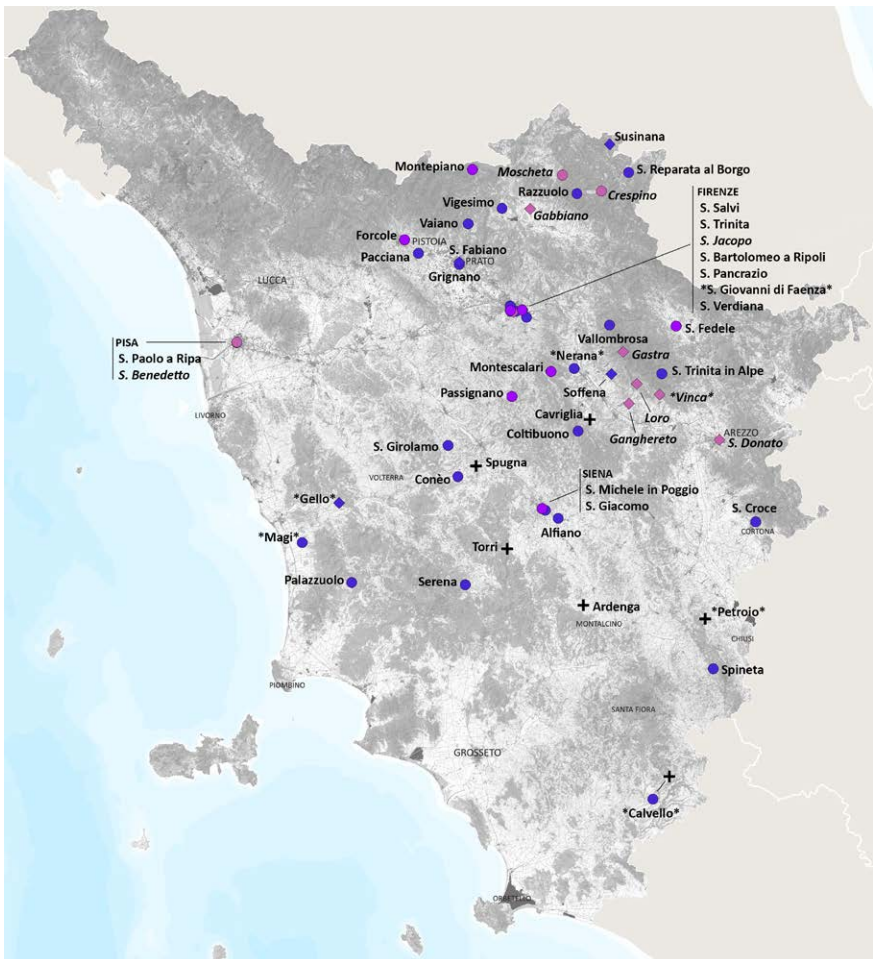 Susinana
Montepiano
Moscheta
S. Reparata al Borgo
Razzuolo
Crespino
FIRENZE
S. Salvi
S. Trinita
S. Jacopo
S. Bartolomeo a Ripoli
S. Pancrazio
*S. Giovanni di Faenza*
S. Verdiana
Vigesimo
Gabbiano
Vaiano
Forcole
PISTOIA
S. Fabiano
Pacciana
PRATO
Grignano
LUCCA
PISA
S. Paolo a Ripa
S. Benedetto
S. Fedele
Vallombrosa
*Nerana*
Gastra
Montescalari
S. Trinita in Alpe
Soffena
*Vinca*
Passignano
LIVORNO
Cavriglia
Loro
Coltibuono
Ganghereto
AREZZO
S. Donato
S. Girolamo
Spugna
VOLTERRA
Conèo
SIENA
S. Michele in Poggio
S. Giacomo
*Gello*
S. Croce
Alfiano
CORTONA
*Magi*
Torri
Palazzuolo
Serena
Ardenga
*Petroio*
MONTALCINO
CHIUSI
Spineta
PIOMBINO
SANTA FIORA
GROSSETO
*Calvello*
ORBETELLO